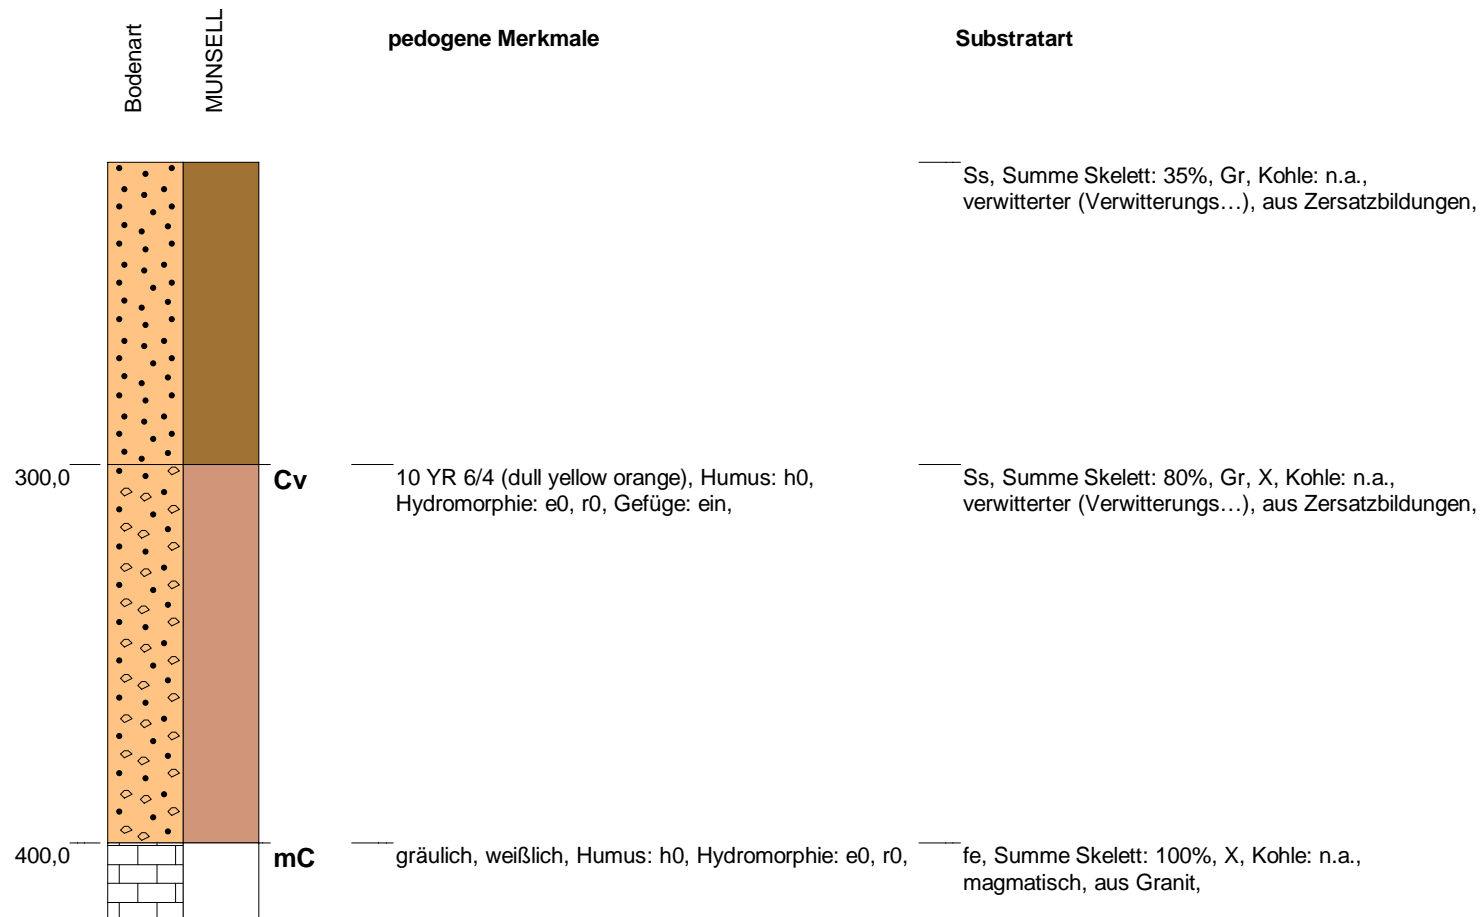 Bodenart
MUNSELL
pedogene Merkmale
Substratart
Ss, Summe Skelett: 35%, Gr, Kohle: n.a.,
verwitterter (Verwitterungs…), aus Zersatzbildungen,
300,0
Cv
10 YR 6/4 (dull yellow orange), Humus: h0,
Hydromorphie: e0, r0, Gefüge: ein,
Ss, Summe Skelett: 80%, Gr, X, Kohle: n.a.,
verwitterter (Verwitterungs…), aus Zersatzbildungen,
400,0
mC
gräulich, weißlich, Humus: h0, Hydromorphie: e0, r0,
fe, Summe Skelett: 100%, X, Kohle: n.a.,
magmatisch, aus Granit,